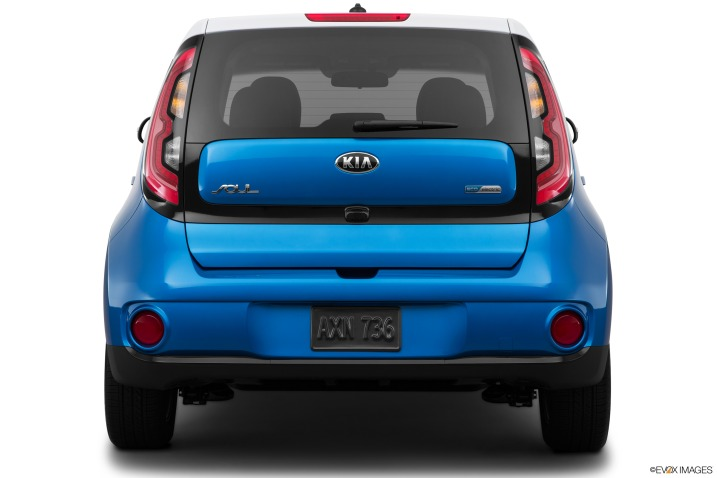 KIA
SOUL
AXN 736
©EVOX IMAGES